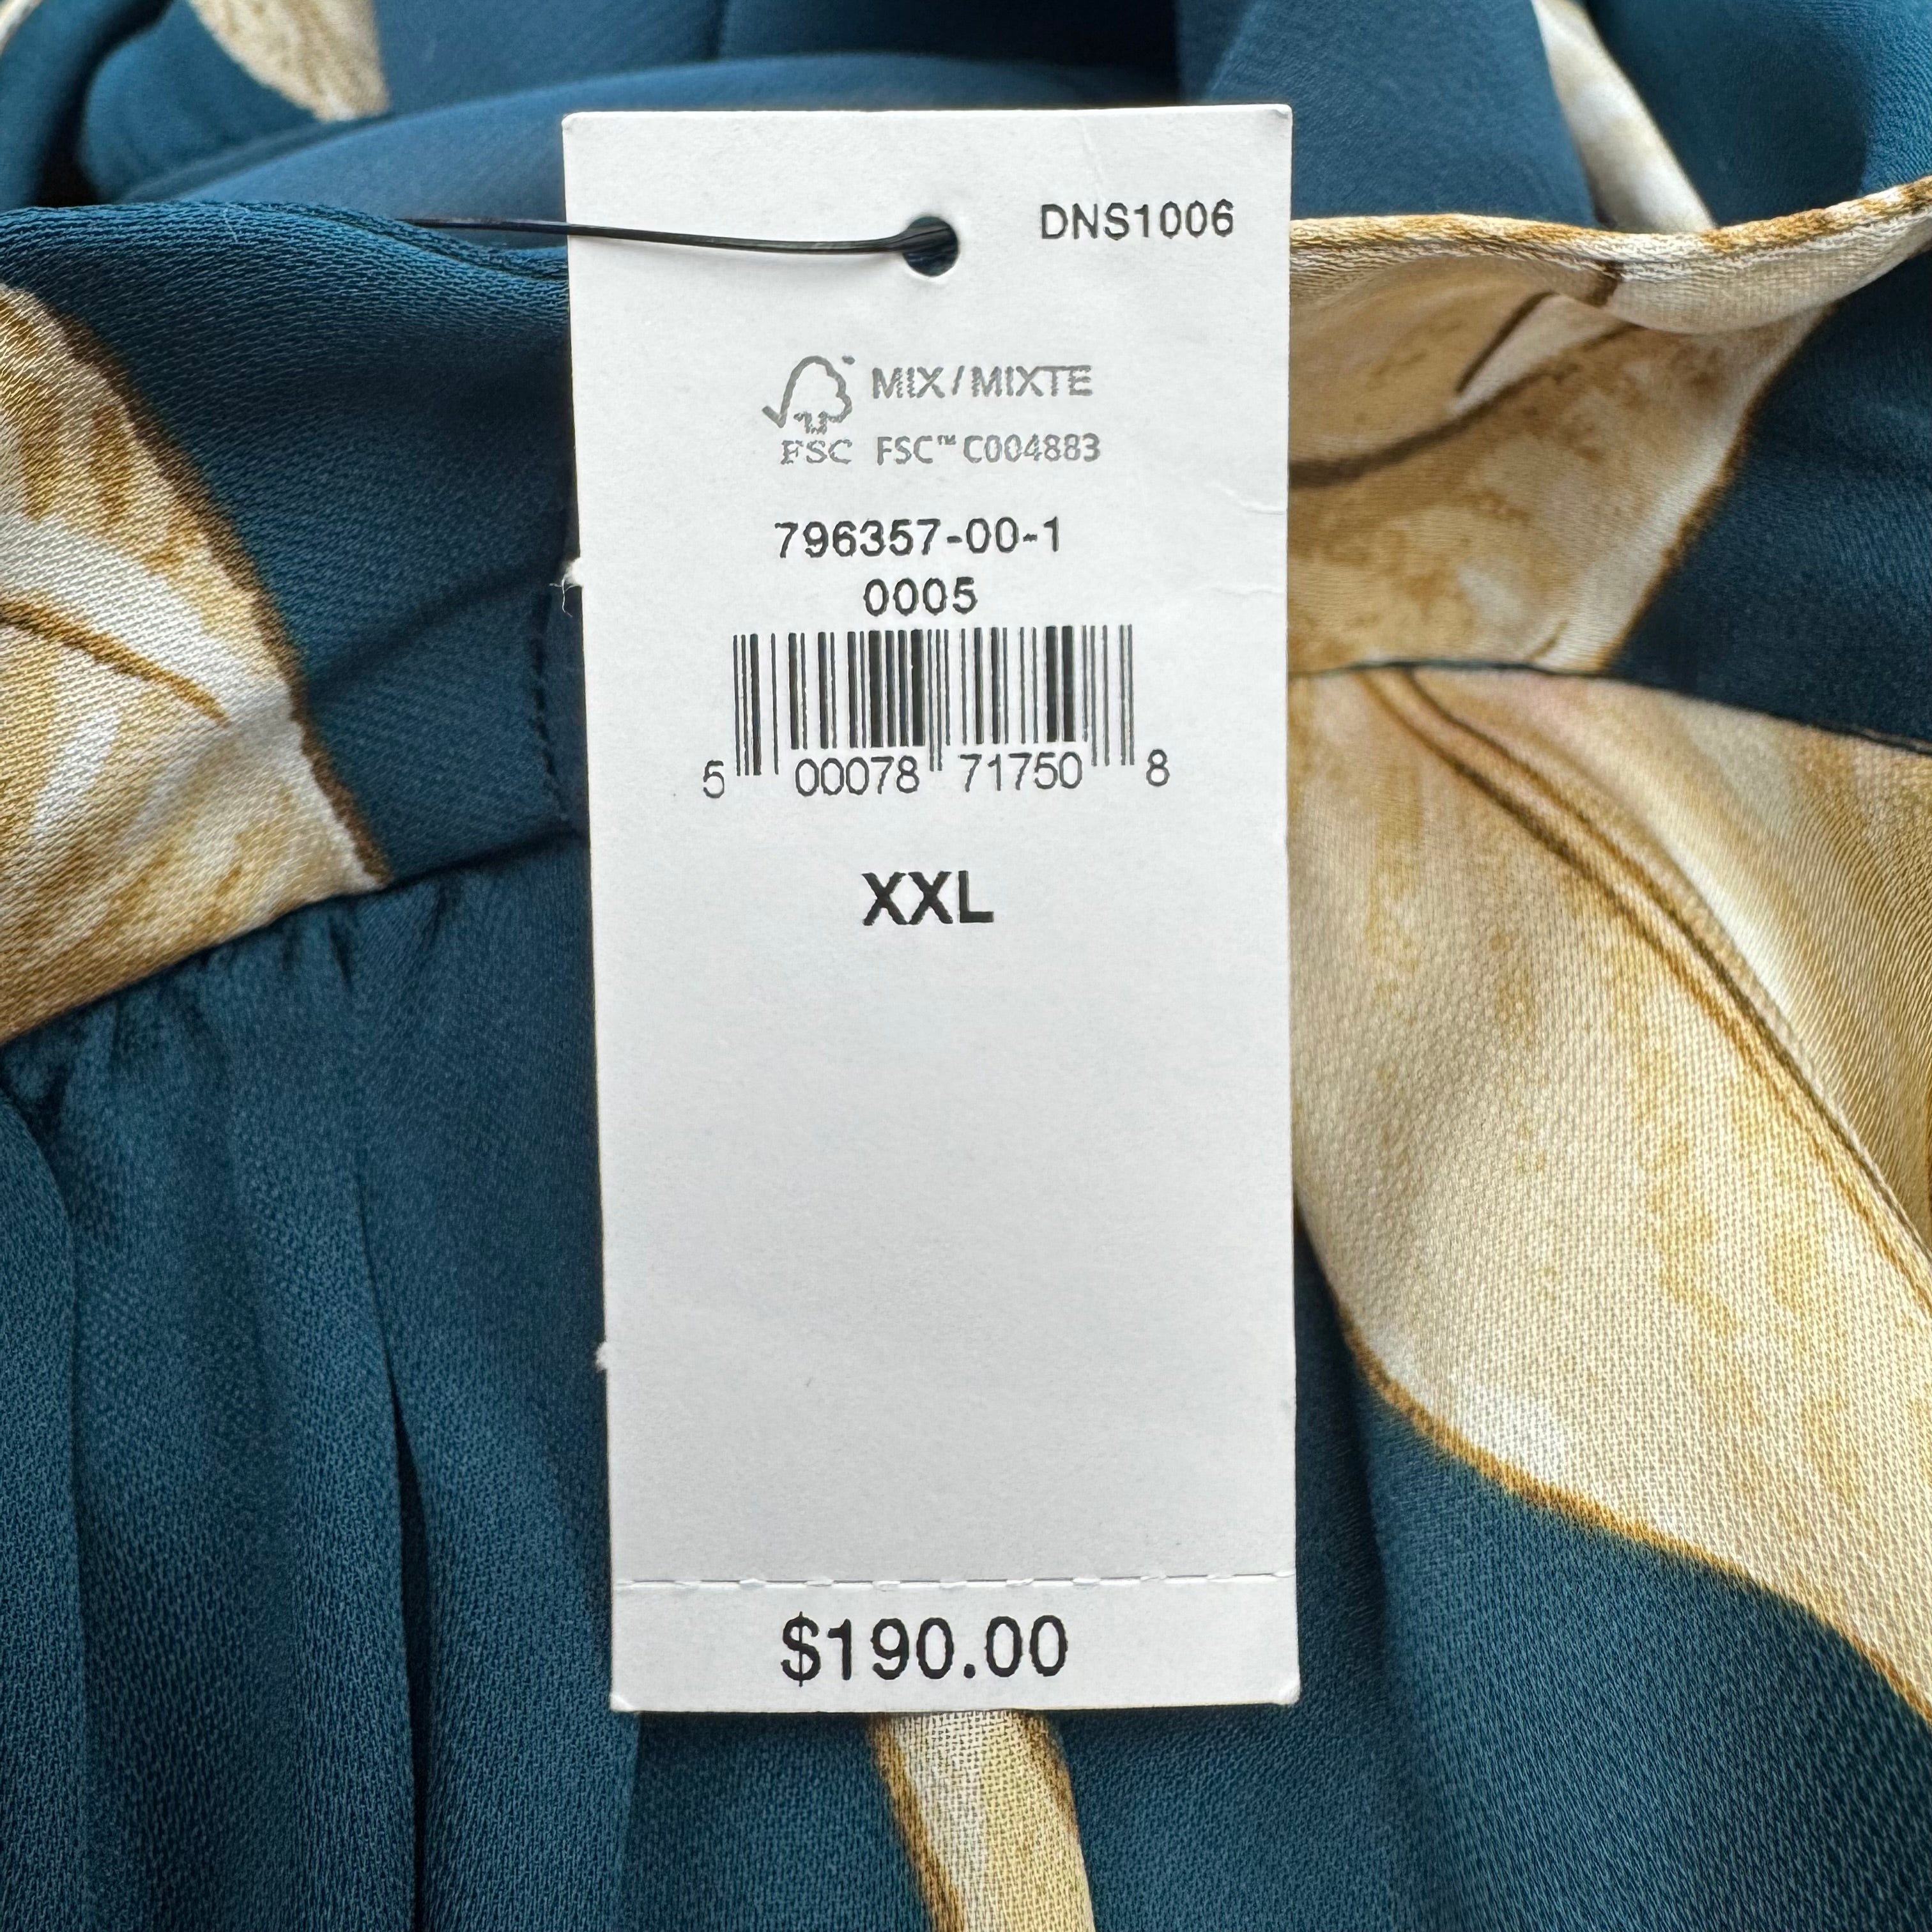 DNS1006
MIX/MIXTE
FSC FSC™ C004883
796357-00-1
0005
5 00078 71750 8
XXL
$190.00